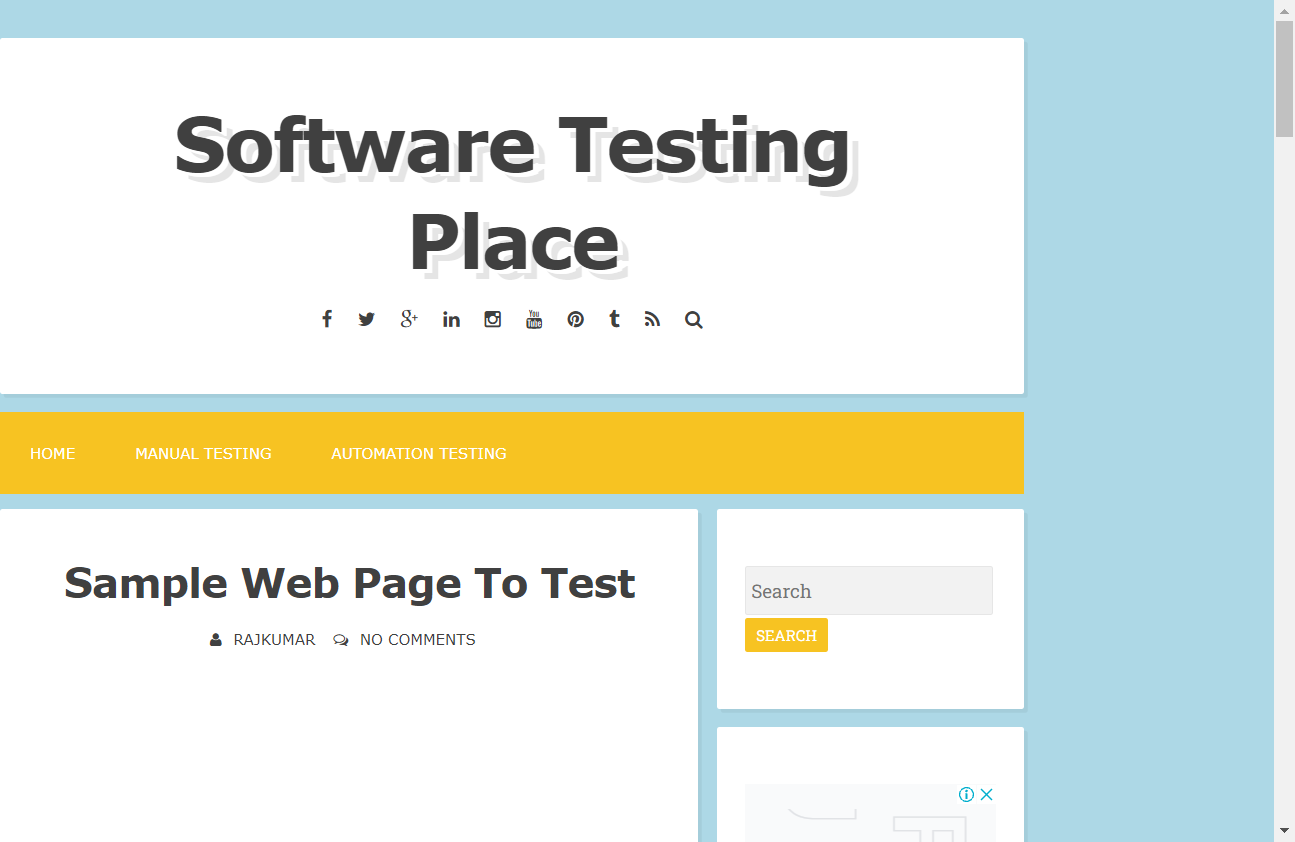 Software Testing
Place
HOME MANUAL TESTING AUTOMATION TESTING
Sample Web Page To Test
RAJKUMAR NO COMMENTS
Search
SEARCH